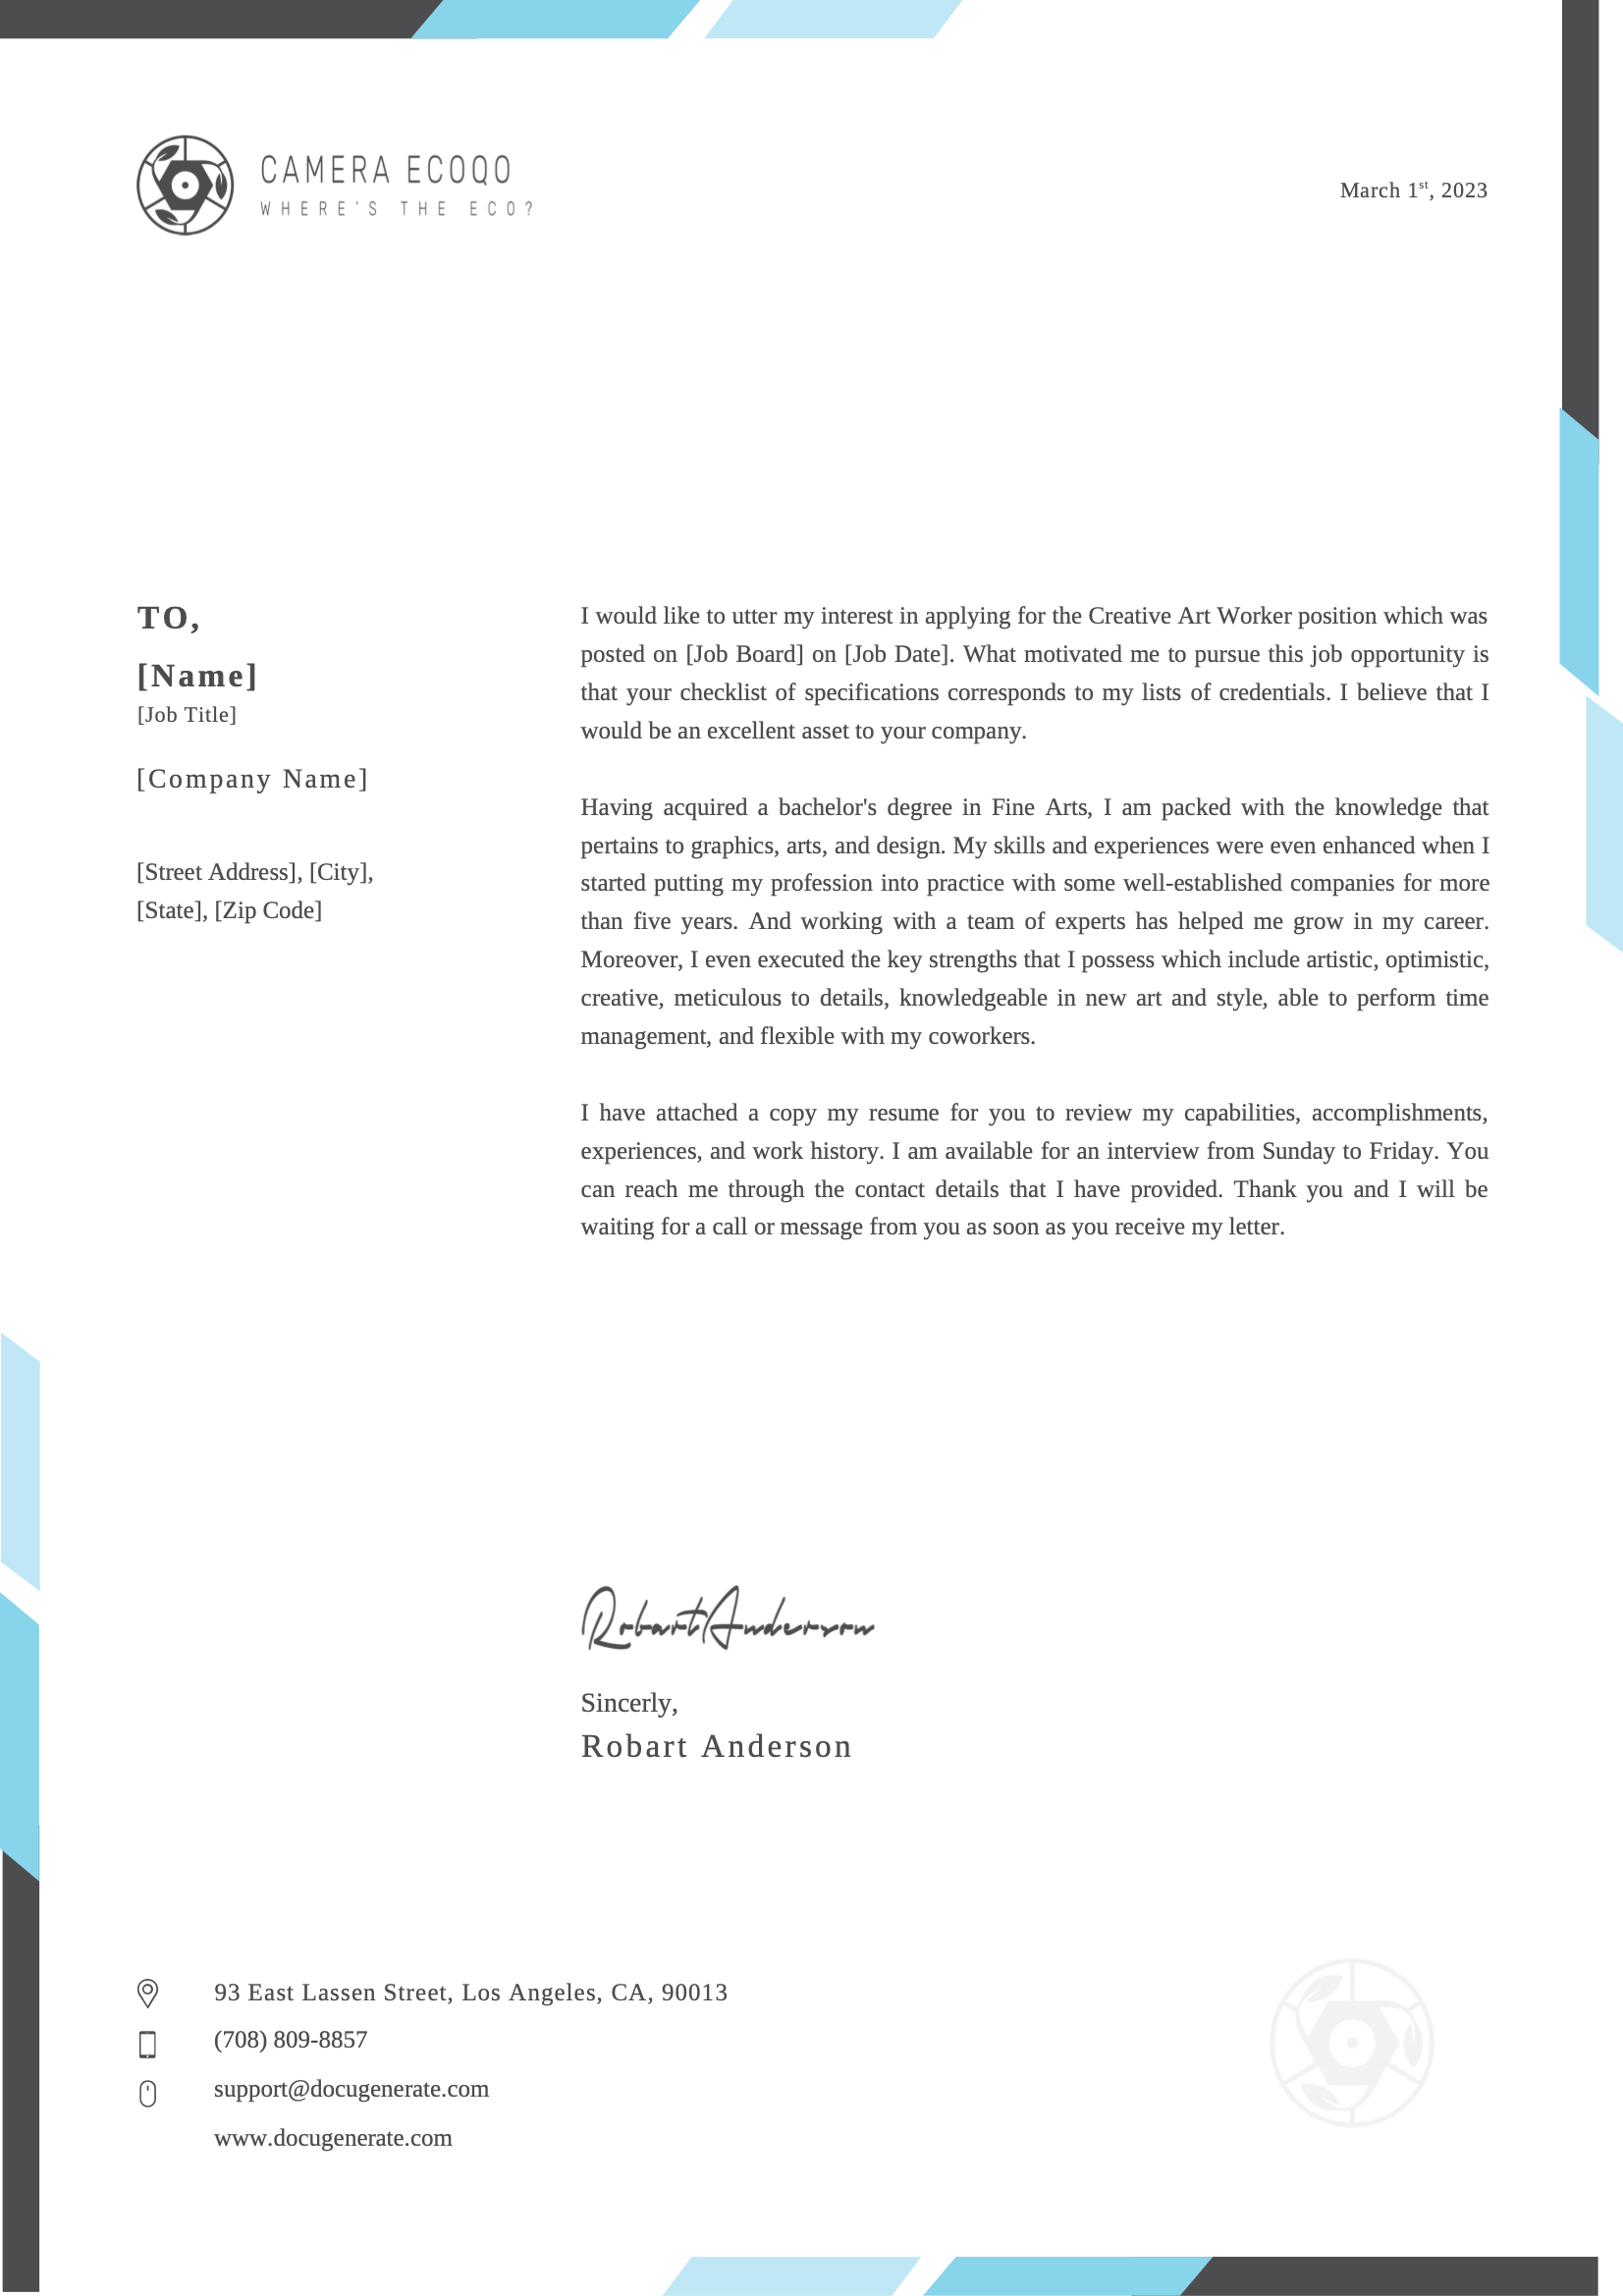 CAMERA ECOQO
WHERE'S THE ECO?
March 1st, 2023
TO,
[Name]
[Job Title]
[Company Name]
[Street Address], [City],
[State], [Zip Code]
I would like to utter my interest in applying for the Creative Art Worker position which was
posted on [Job Board] on [Job Date]. What motivated me to pursue this job opportunity is
that your checklist of specifications corresponds to my lists of credentials. I believe that I
would be an excellent asset to your company.
Having acquired a bachelor's degree in Fine Arts, I am packed with the knowledge that
pertains to graphics, arts, and design. My skills and experiences were even enhanced when I
started putting my profession into practice with some well-established companies for more
than five years. And working with a team of experts has helped me grow in my career.
Moreover, I even executed the key strengths that I possess which include artistic, optimistic,
creative, meticulous to details, knowledgeable in new art and style, able to perform time
management, and flexible with my coworkers.
I have attached a copy my resume for you to review my capabilities, accomplishments,
experiences, and work history. I am available for an interview from Sunday to Friday. You
can reach me through the contact details that I have provided. Thank you and I will be
waiting for a call or message from you as soon as you receive my letter.
Robart Anderson
Sincerly,
Robart Anderson
93 East Lassen Street, Los Angeles, CA, 90013
(708) 809-8857
support@docugenerate.com
www.docugenerate.com